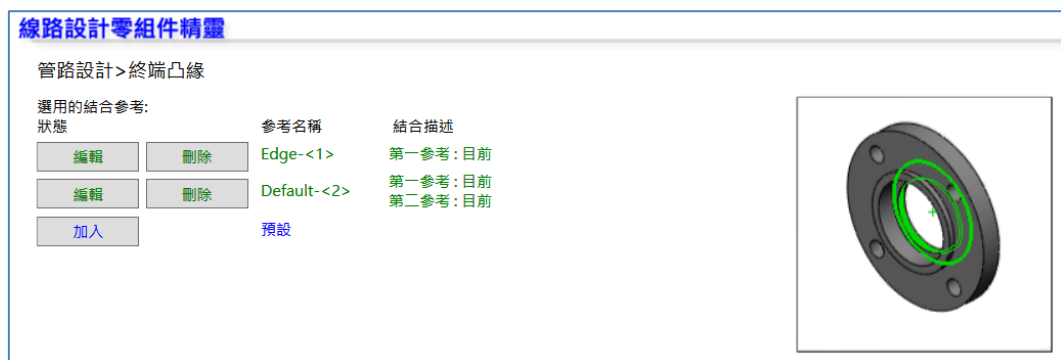 線路設計零組件精靈
管路設計>終端凸緣
選用的結合參考:
狀態 參考名稱 結合描述
編輯 刪除 Edge-<1> 第一參考:目前
編輯 刪除 Default-<2> 第一參考:目前
第二參考:目前
加入 預設